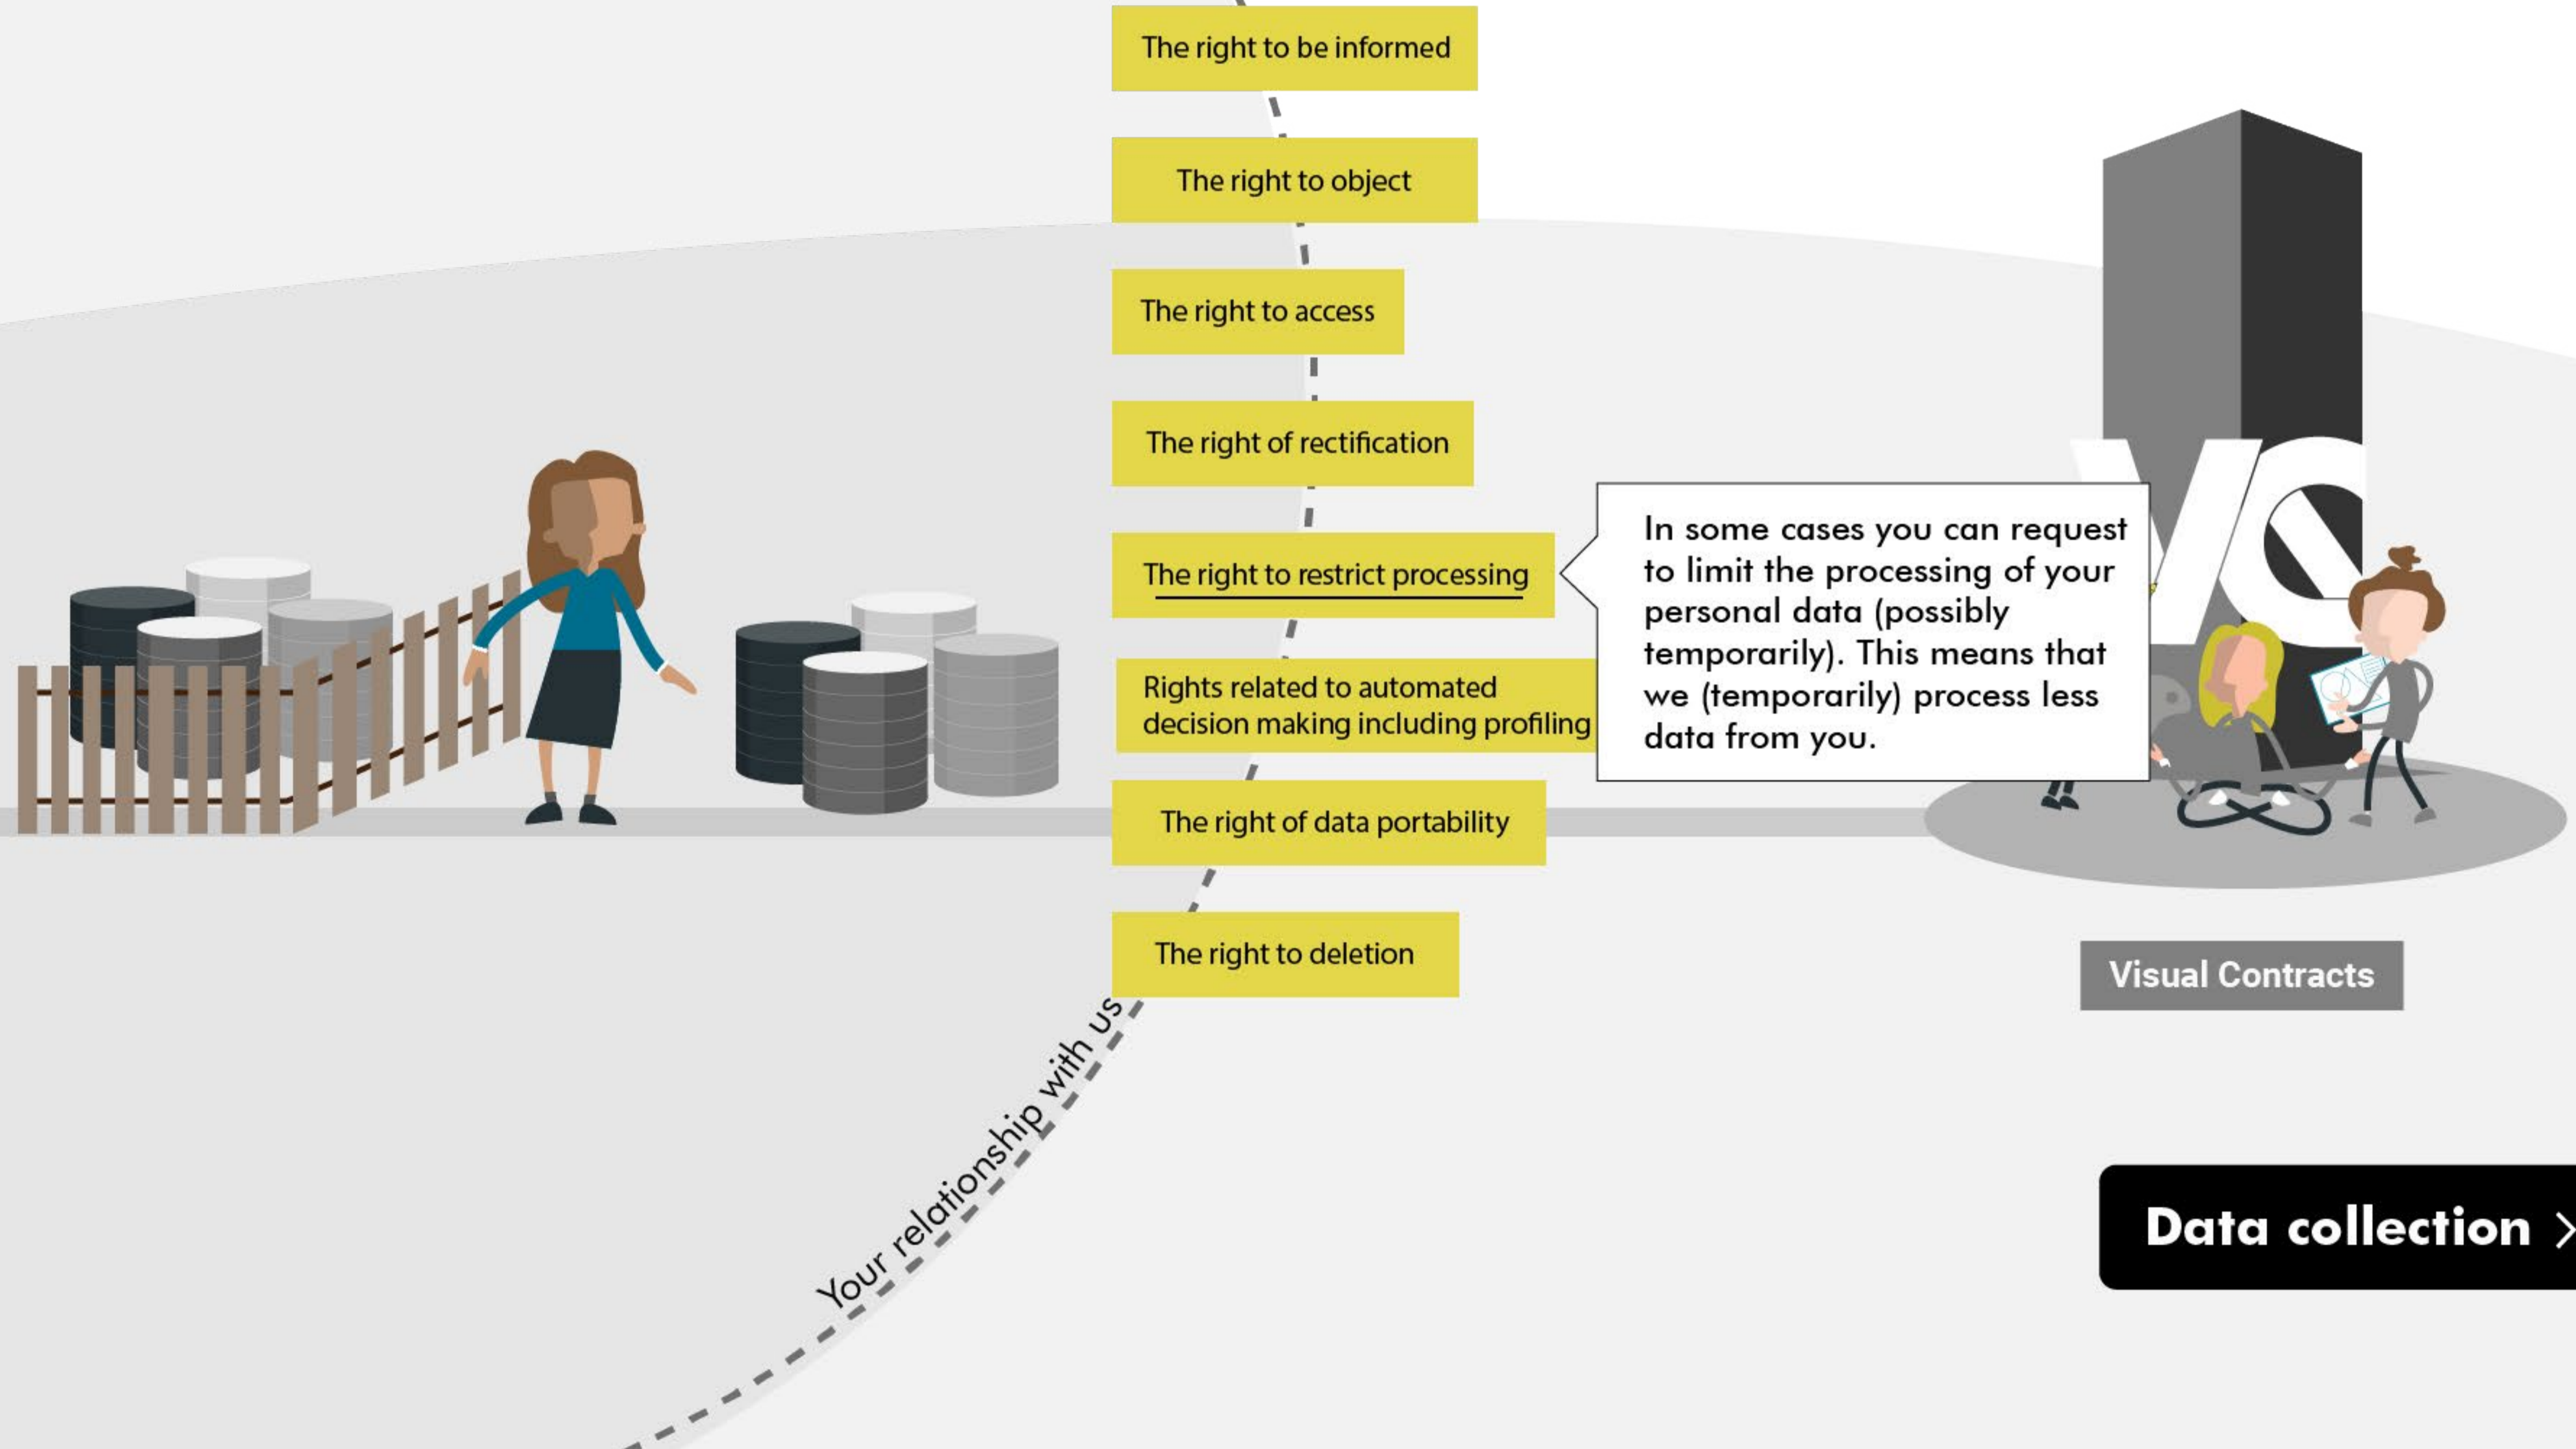 The right to be informed
The right to object
The right to access
The right of rectification
The right to restrict processing
In some cases you can request
to limit the processing of your
personal data (possibly
temporarily). This means that
we (temporarily) process less
data from you.
Rights related to automated
decision making including profiling
The right of data portability
The right to deletion
Your relationship with us
VC
Visual Contracts
Data collection >